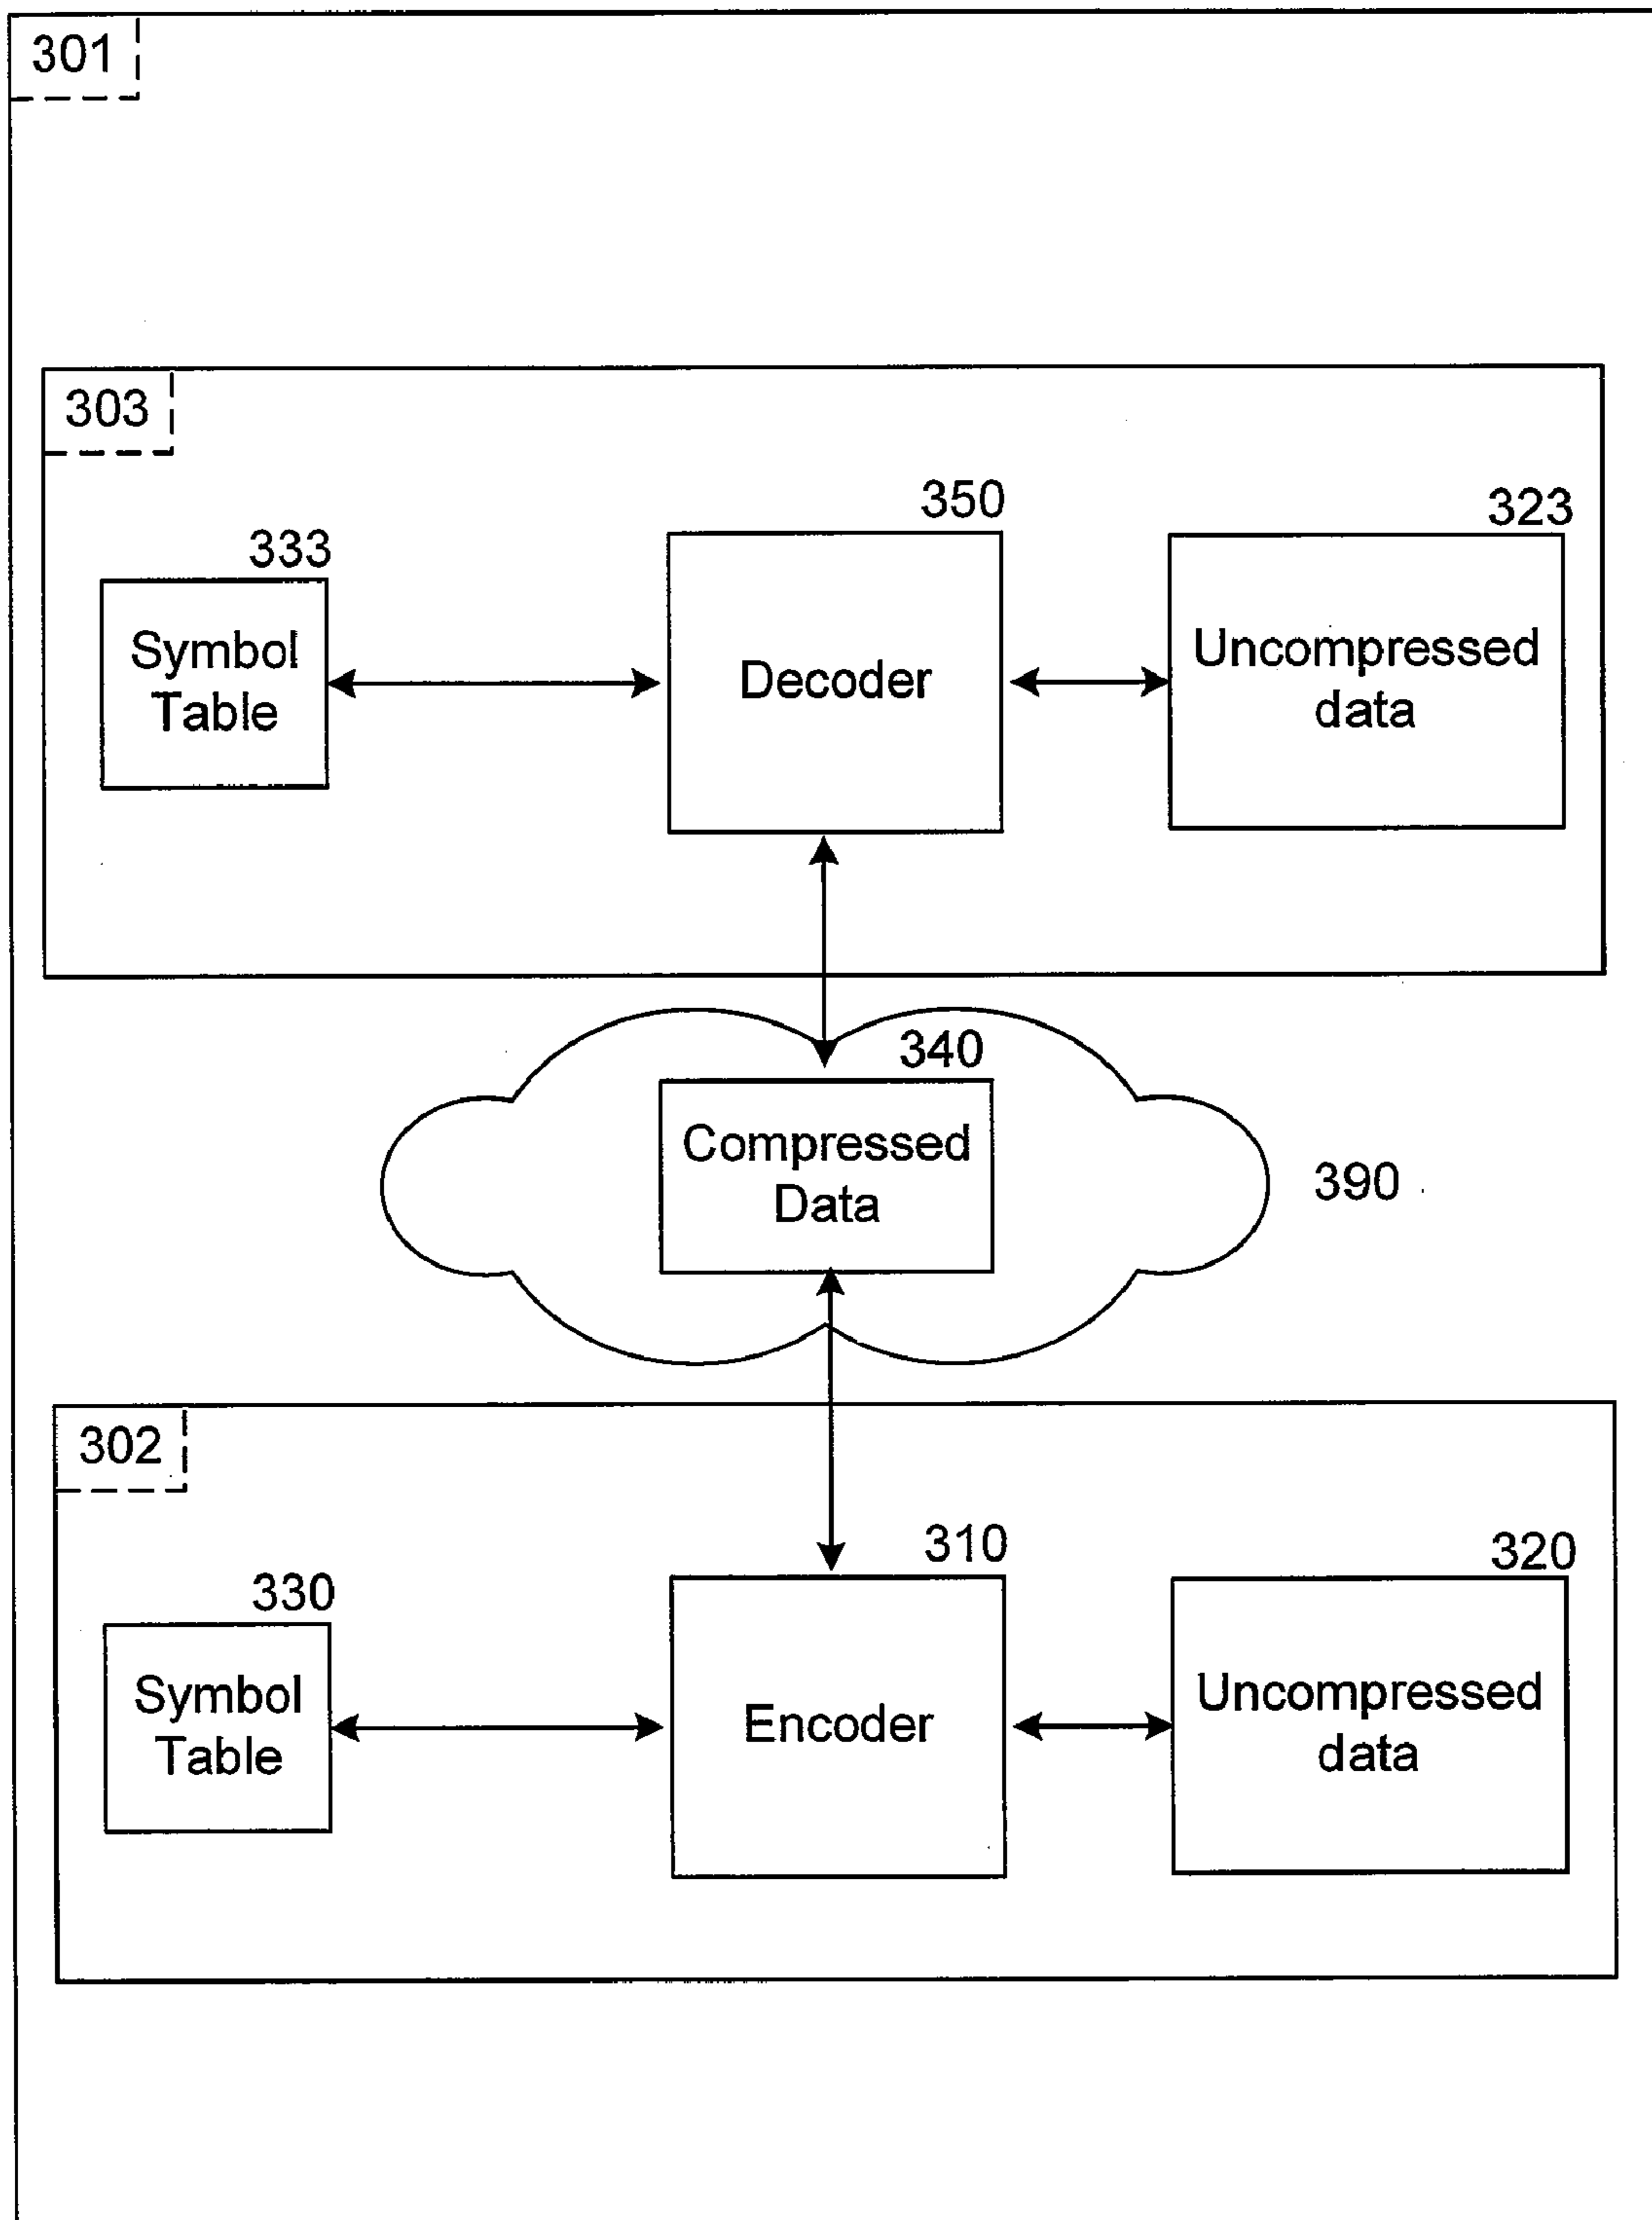 301
303
350
323
333
Symbol
Table
Decoder
Uncompressed
data
340
Compressed
Data
390
302
310
320
330
Symbol
Table
Encoder
Uncompressed
data